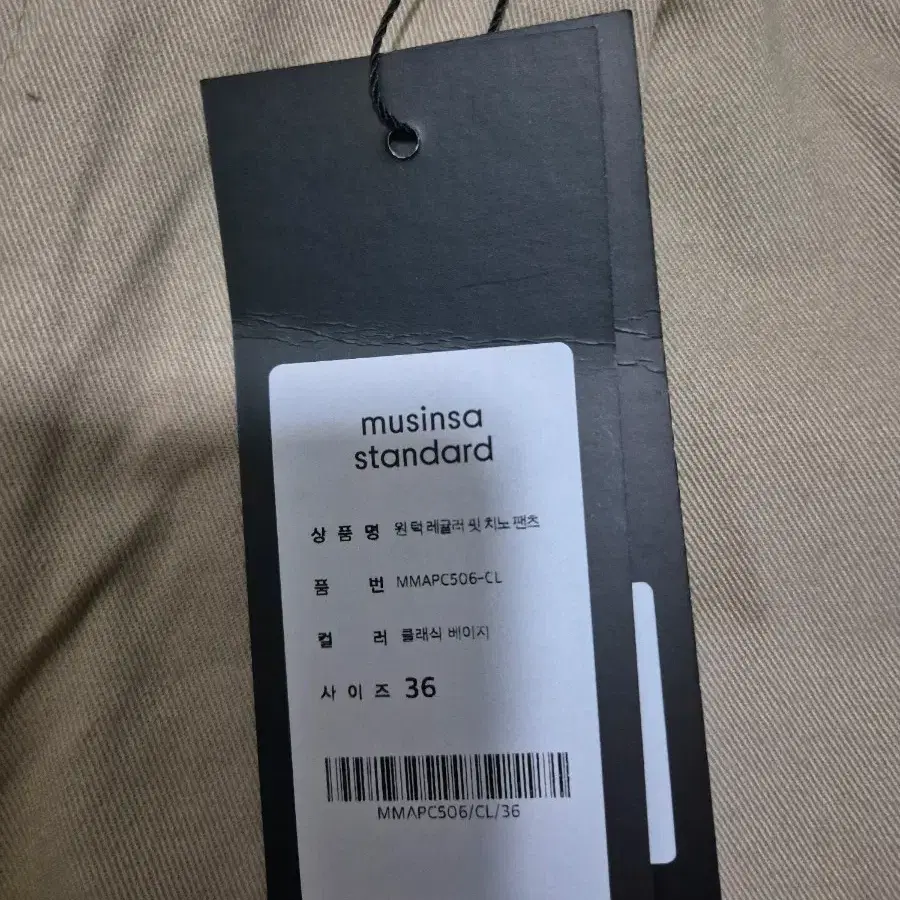 musinsa
standard
상품명 원 턱 레귤러 핏 치노 팬츠
품번 MMAPC506-CL
컬러 클래식 베이지
사이즈 36
MMAPC506/CL/36